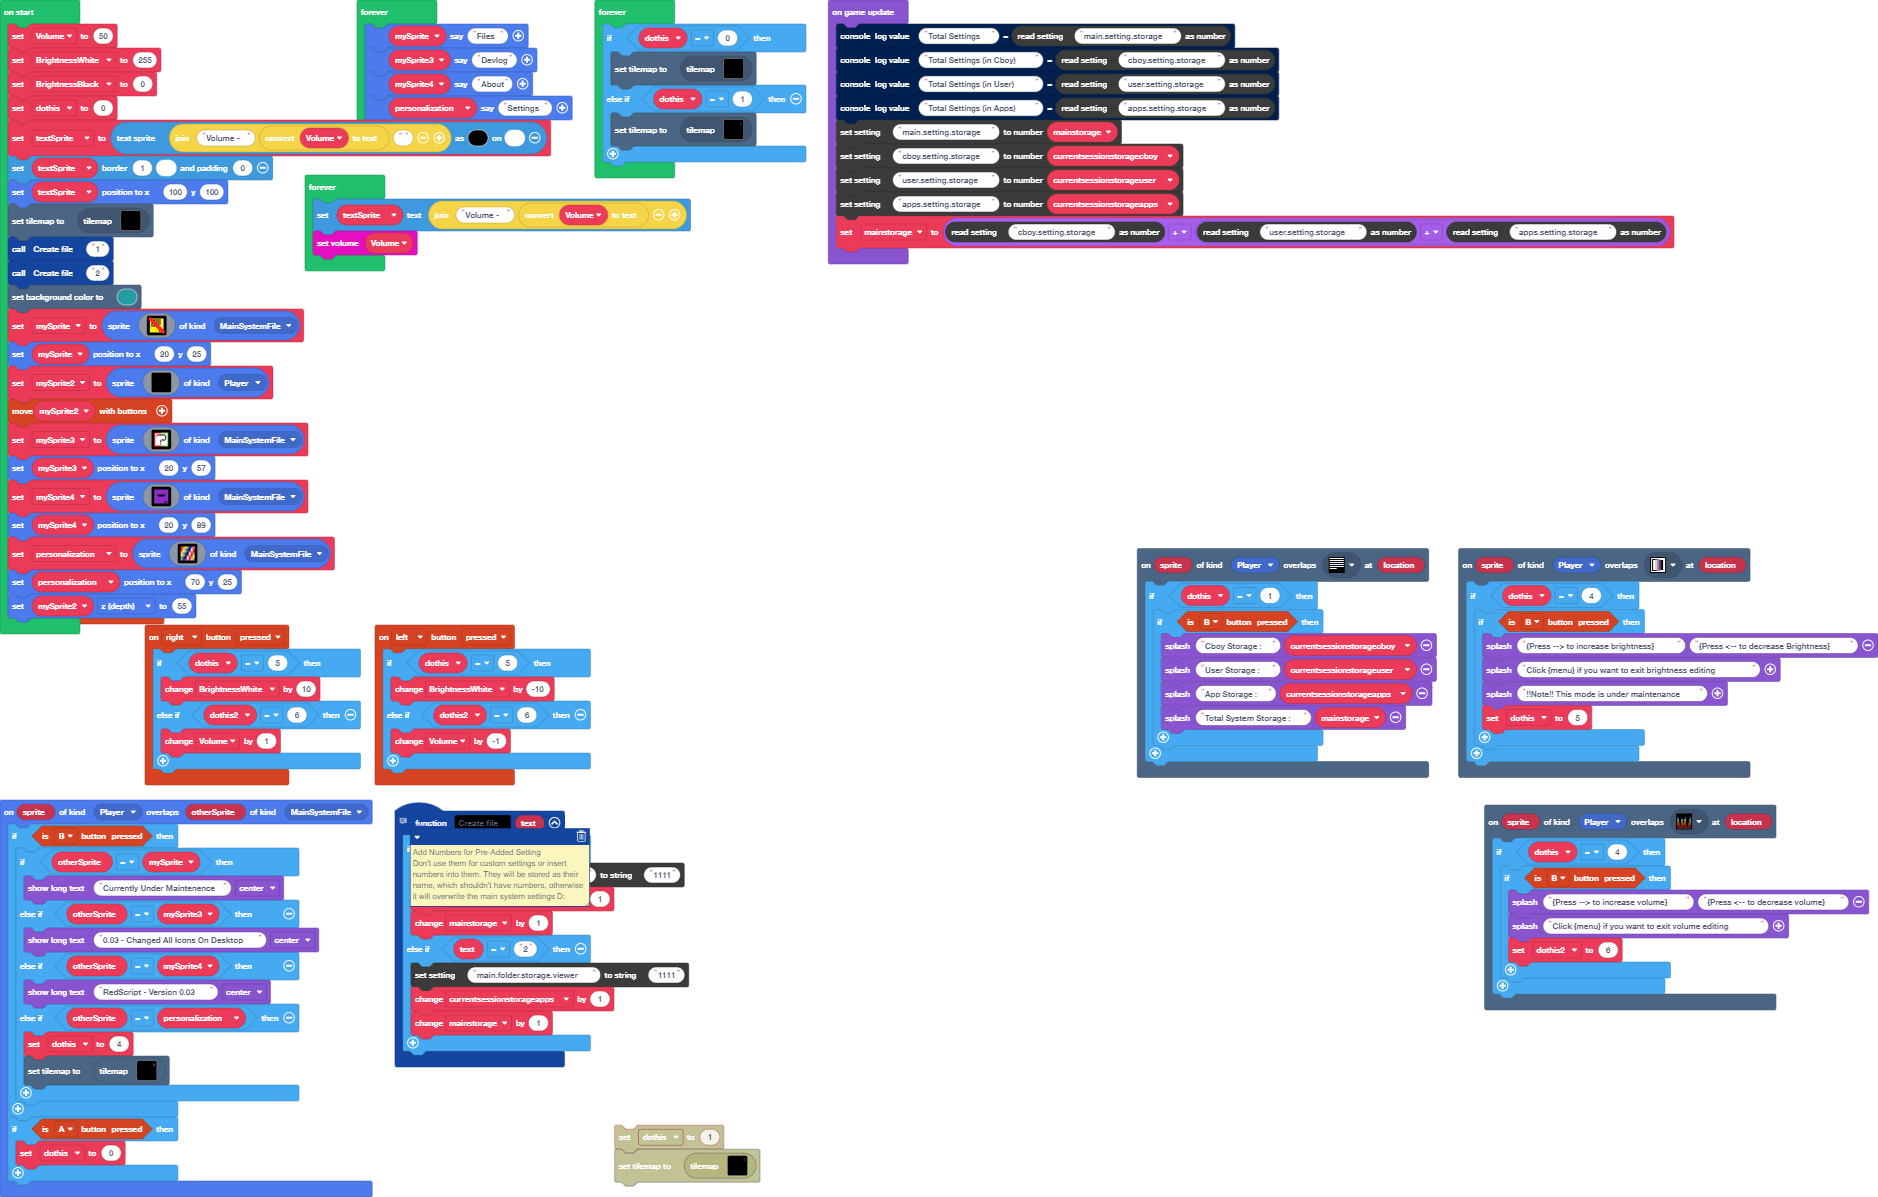 on start
set Volume to 50
set BrightnessWhite to 255
set BrightnessBlack to 0
set dothis to 0
set textSprite to text sprite join "Volume - " convert Volume to text "" as on
set textSprite border 1 and padding 0
set textSprite position to x 100 y 100
set tilemap to tilemap
call Create file "1"
call Create file "2"
set background color to
set mySprite to sprite of kind MainSystemFile
set mySprite position to x 20 y 25
set mySprite2 to sprite of kind Player
move mySprite2 with buttons
set mySprite3 to sprite of kind MainSystemFile
set mySprite3 position to x 20 y 57
set mySprite4 to sprite of kind MainSystemFile
set mySprite4 position to x 20 y 89
set personalization to sprite of kind MainSystemFile
set personalization position to x 70 y 25
set mySprite2 z (depth) to 55
forever
mySprite say "Files"
mySprite3 say "Devlog"
mySprite4 say "About"
personalization say "Settings"
forever
set textSprite text join "Volume - " convert Volume to text
set volume Volume
forever
if dothis = 0 then
set tilemap to tilemap
else if dothis = 1 then
set tilemap to tilemap
on game update
console log value "Total Settings" = read setting "main.setting.storage" as number
console log value "Total Settings (in Cboy)" = read setting "cboy.setting.storage" as number
console log value "Total Settings (in User)" = read setting "user.setting.storage" as number
console log value "Total Settings (in Apps)" = read setting "apps.setting.storage" as number
set setting "main.setting.storage" to number mainstorage
set setting "cboy.setting.storage" to number currentsessionstoragecboy
set setting "user.setting.storage" to number currentsessionstorageuser
set setting "apps.setting.storage" to number currentsessionstorageapps
set mainstorage to read setting "cboy.setting.storage" as number + read setting "user.setting.storage" as number + read setting "apps.setting.storage" as number
on right button pressed
if dothis = 5 then
change BrightnessWhite by 10
else if dothis2 = 6 then
change Volume by 1
on left button pressed
if dothis = 5 then
change BrightnessWhite by -10
else if dothis2 = 6 then
change Volume by -1
on sprite of kind Player overlaps at location
if dothis = 1 then
if is B button pressed then
splash "Cboy Storage : " currentsessionstoragecboy
splash "User Storage : " currentsessionstorageuser
splash "App Storage : " currentsessionstorageapps
splash "Total System Storage : " mainstorage
on sprite of kind Player overlaps at location
if dothis = 4 then
if is B button pressed then
splash "{Press --> to increase brightness}" "{Press <-- to decrease Brightness}"
splash "Click {menu} if you want to exit brightness editing"
splash "!!Note!! This mode is under maintenance"
set dothis to 5
on sprite of kind Player overlaps otherSprite of kind MainSystemFile
if is B button pressed then
if otherSprite = mySprite then
show long text "Currently Under Maintenence" center
else if otherSprite = mySprite3 then
show long text "0.03 - Changed All Icons On Desktop" center
else if otherSprite = mySprite4 then
show long text "RedScript - Version 0.03" center
else if otherSprite = personalization then
set dothis to 4
set tilemap to tilemap
if is A button pressed then
set dothis to 0
function Create file text
Add Numbers for Pre-Added Setting
Don't use them for custom settings or insert
numbers into them. They will be stored as their
name, which shouldn't have numbers, otherwise
it will overwrite the main system settings D:
to string "1111"
1
change mainstorage by 1
else if text = "2" then
set setting "main.folder.storage.viewer" to string "1111"
change currentsessionstorageapps by 1
change mainstorage by 1
on sprite of kind Player overlaps at location
if dothis = 4 then
if is B button pressed then
splash "{Press --> to increase volume}" "{Press <-- to decrease volume}"
splash "Click {menu} if you want to exit volume editing"
set dothis2 to 6
set dothis to 1
set tilemap to tilemap